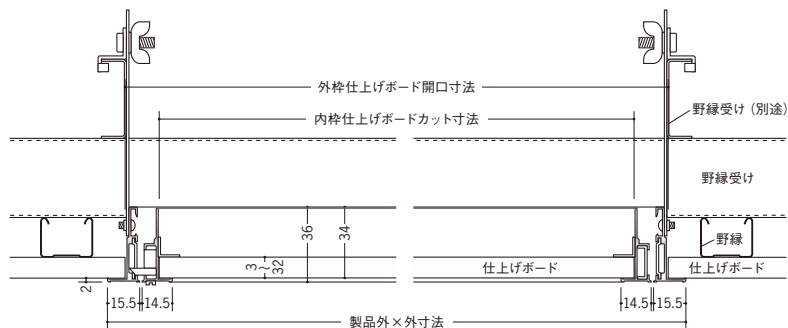 外枠仕上げボード開口寸法
野縁受け（別途）
内枠仕上げボードカット寸法
野縁受け
36
34
3～32
仕上げボード
野縁
仕上げボード
2
15.5
14.5
14.5
15.5
製品外×外寸法